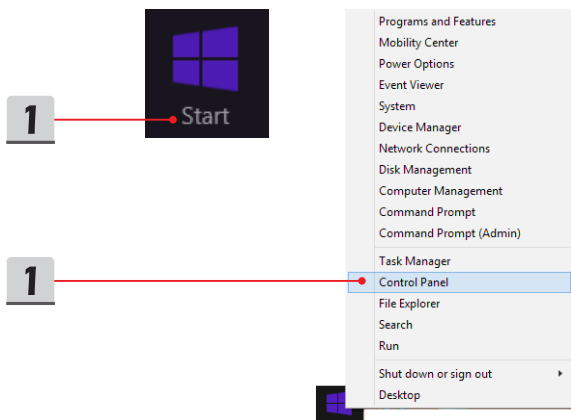 1
Start
1
Programs and Features
Mobility Center
Power Options
Event Viewer
System
Device Manager
Network Connections
Disk Management
Computer Management
Command Prompt
Command Prompt (Admin)
Task Manager
Control Panel
File Explorer
Search
Run
Shut down or sign out
Desktop